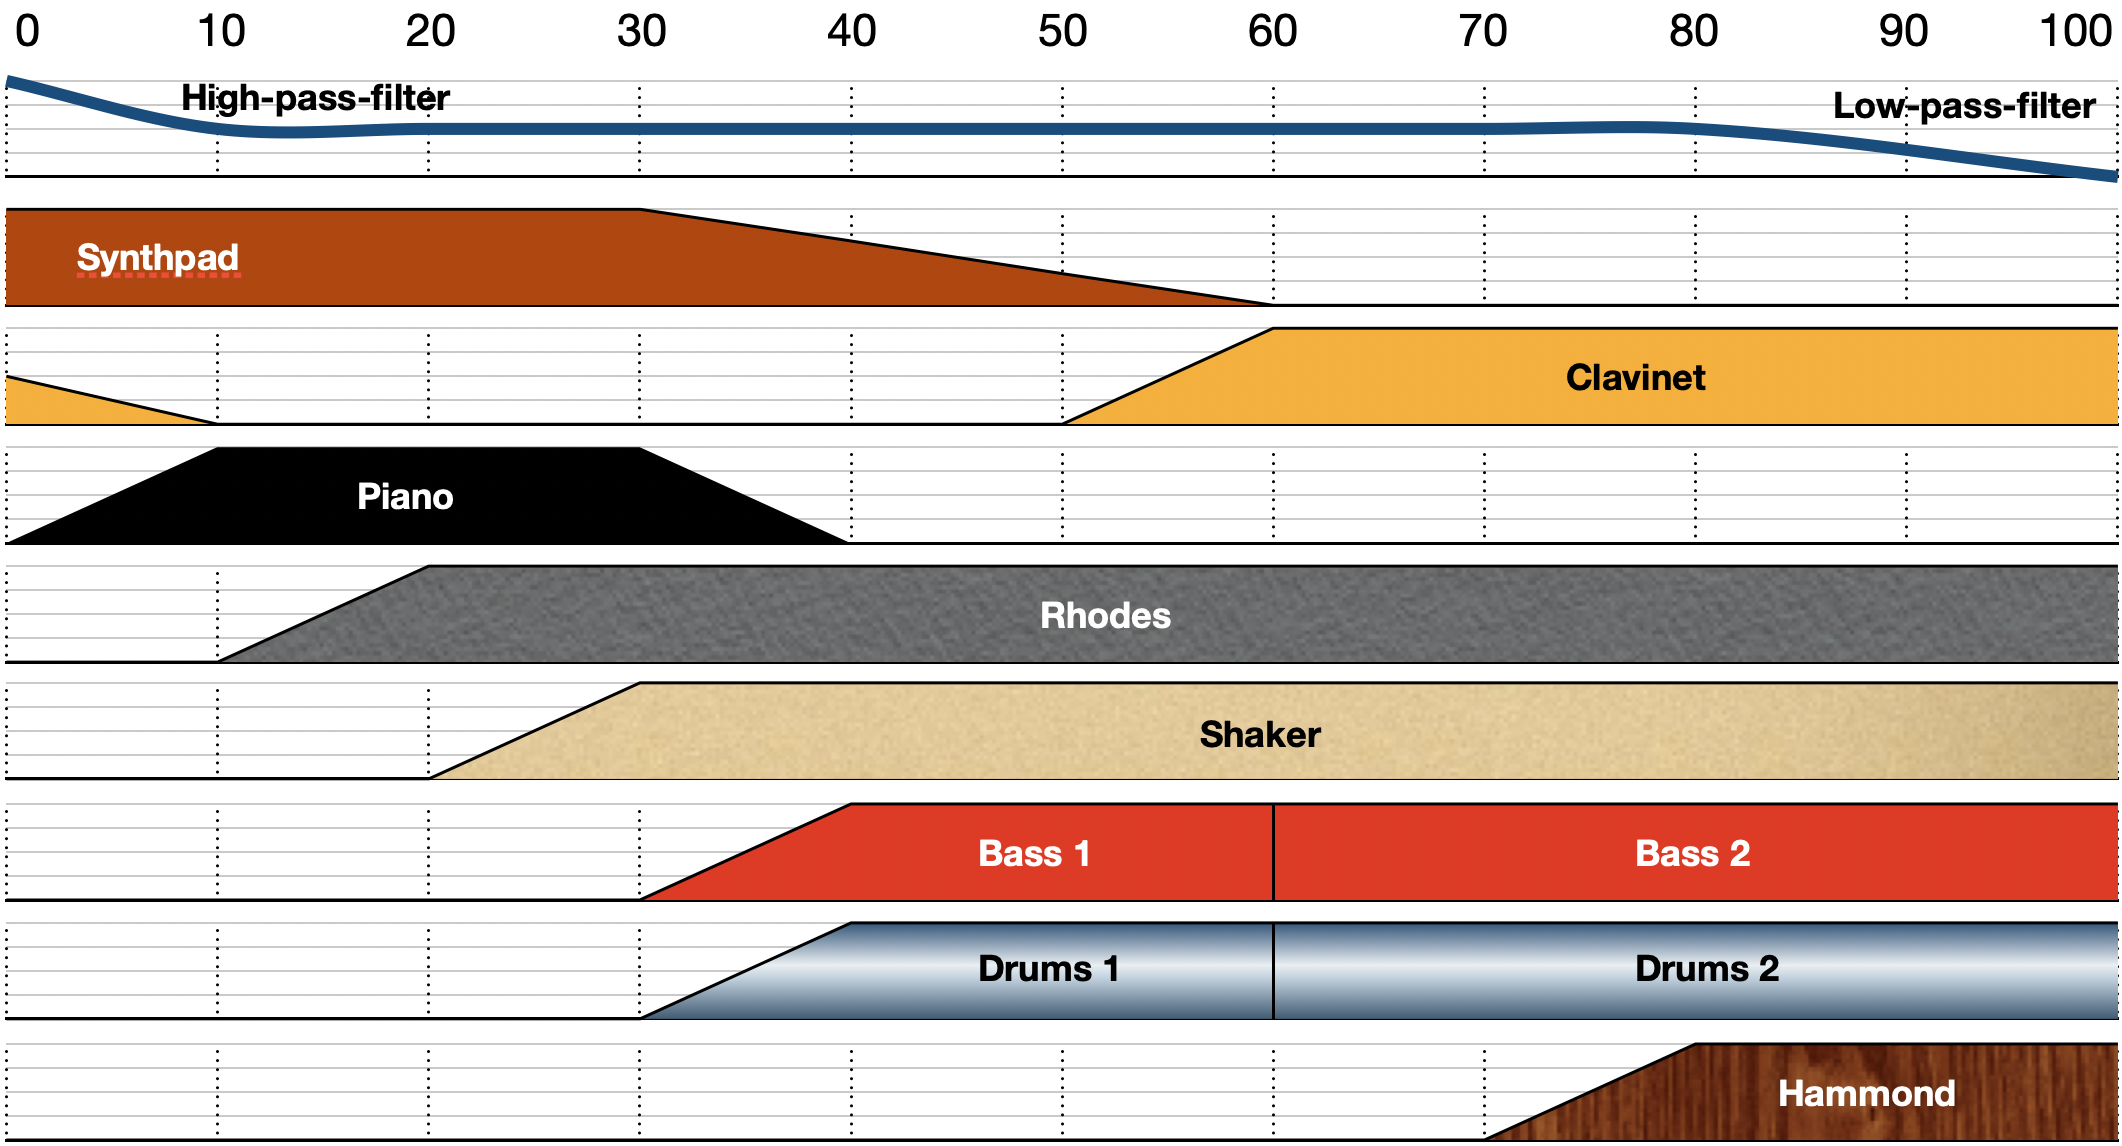 0 10 20 30 40 50 60 70 80 90 100
High-pass-filter
Low-pass-filter
Synthpad
Clavinet
Piano
Rhodes
Shaker
Bass 1 Bass 2
Drums 1 Drums 2
Hammond